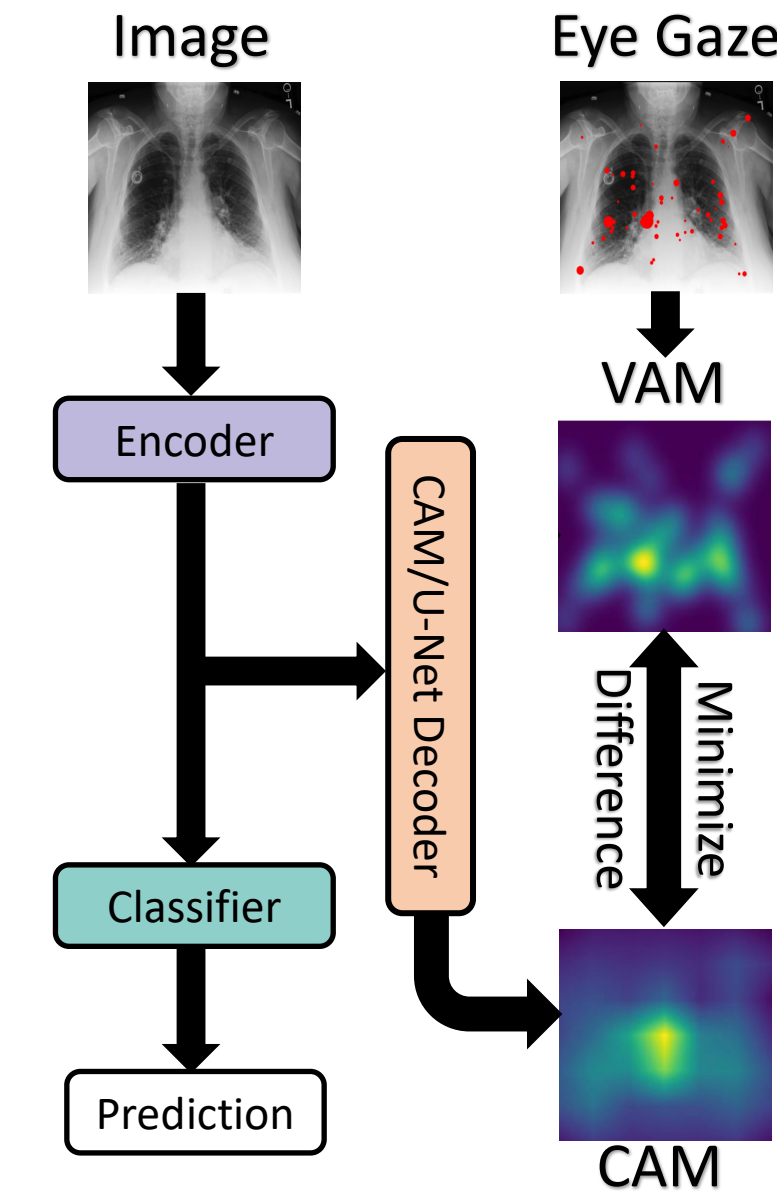 Image
Eye Gaze
VAM
Encoder
CAM/U-Net Decoder
Minimize
Difference
Classifier
Prediction
CAM